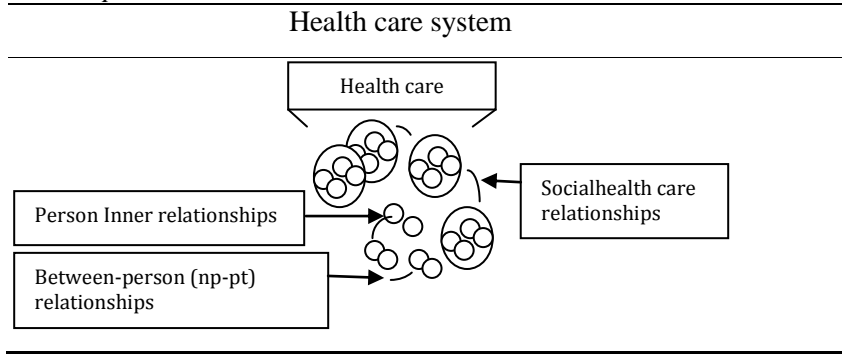 Health care system
Health care
Socialhealth care
relationships
Person Inner relationships
Between-person (np-pt)
relationships